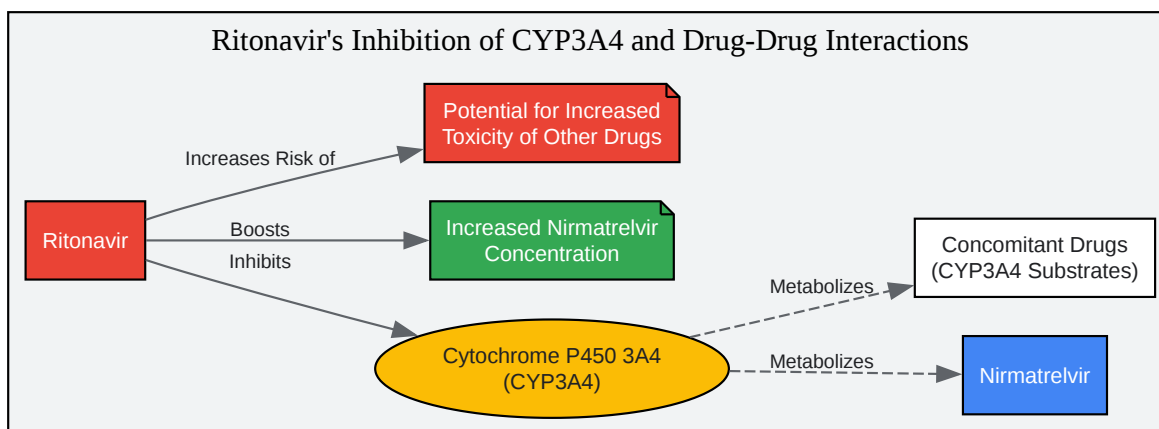 Ritonavir's Inhibition of CYP3A4 and Drug-Drug Interactions
Potential for Increased
Toxicity of Other Drugs
Increases Risk of
Ritonavir
Boosts
Increased Nirmatrelvir
Concentration
Inhibits
Concomitant Drugs
(CYP3A4 Substrates)
Metabolizes
Cytochrome P450 3A4
(CYP3A4)
Metabolizes
Nirmatrelvir